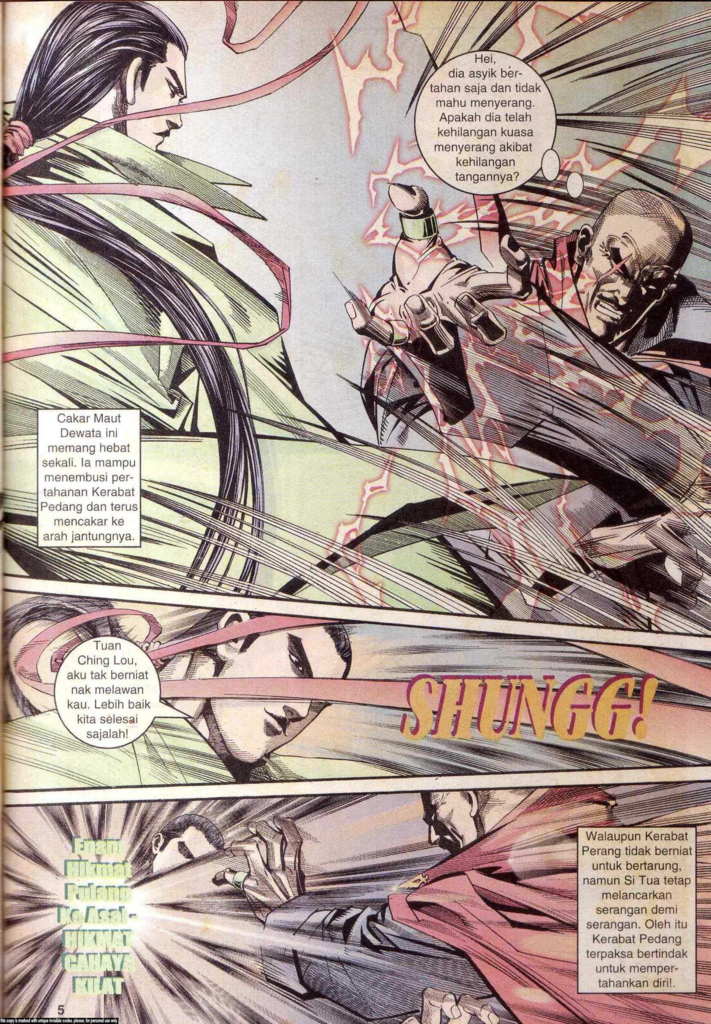 Hei,
dia asyik ber-
tahan saja dan tidak
mahu menyerang.
Apakah dia telah
kehilangan kuasa
menyerang akibat
kehilangan
tangannya?
Cakar Maut
Dewata ini
memang hebat
sekali. Ia mampu
menembusi per-
tahanan Kerabat
Pedang dan terus
mencakar ke
arah jantungnya.
Tuan
Ching Lou,
aku tak berniat
nak melawan
kau. Lebih baik
kita selesai
sajalah!
SHUNGG!
Hikmat
Pulang
ke Asal -
HIKMAT
CAHAYA
KILAT
Walaupun Kerabat
Perang tidak berniat
untuk bertarung,
namun Si Tua tetap
melancarkan
serangan demi
serangan. Oleh itu
Kerabat Pedang
terpaksa bertindak
untuk memper-
tahankan diri!.
5